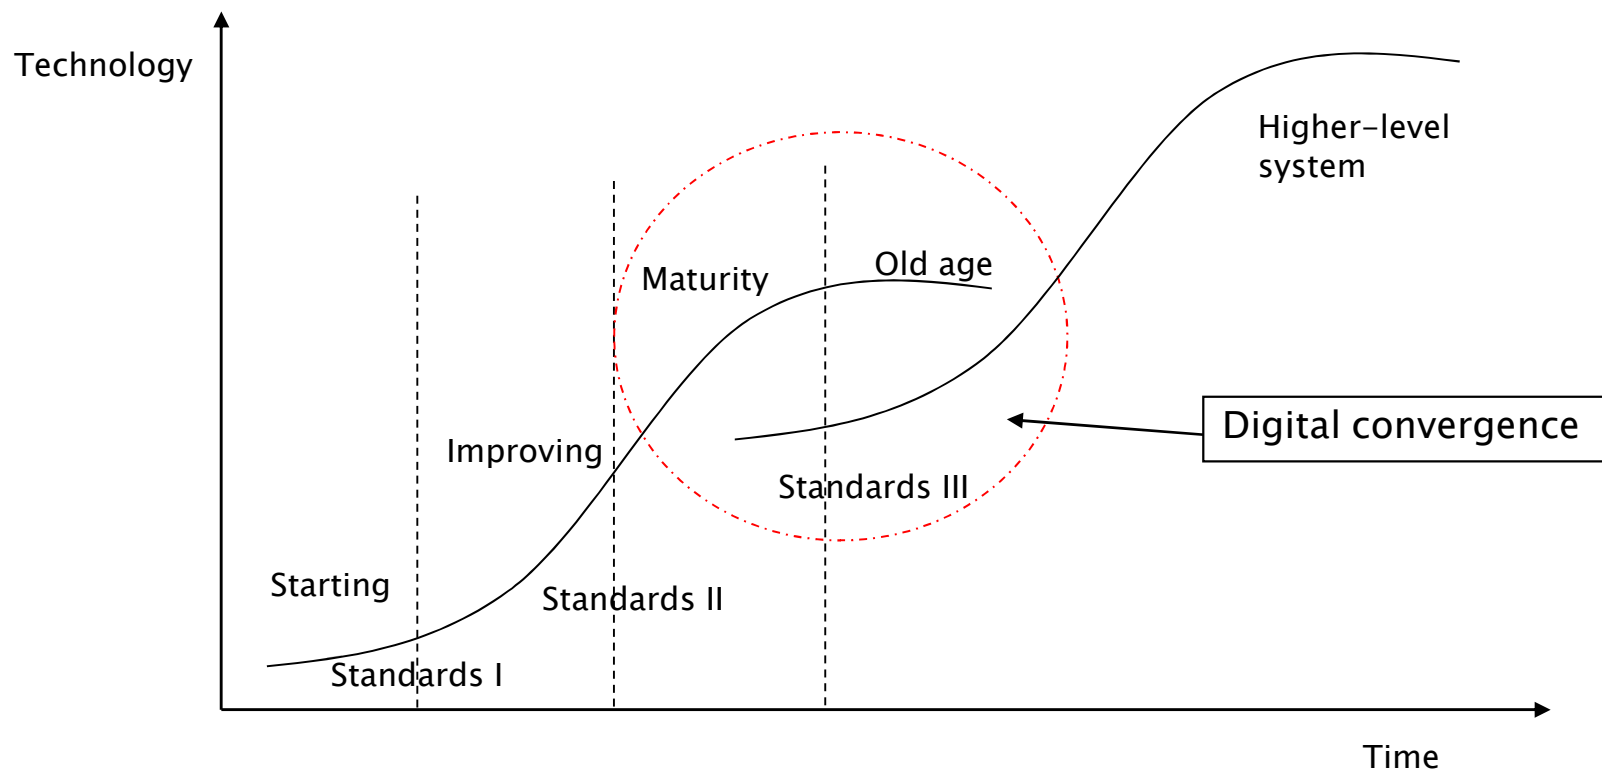 Technology
Higher-level
system
Old age
Maturity
Digital convergence
Improving
Standards III
Starting
Standards II
Standards I
Time